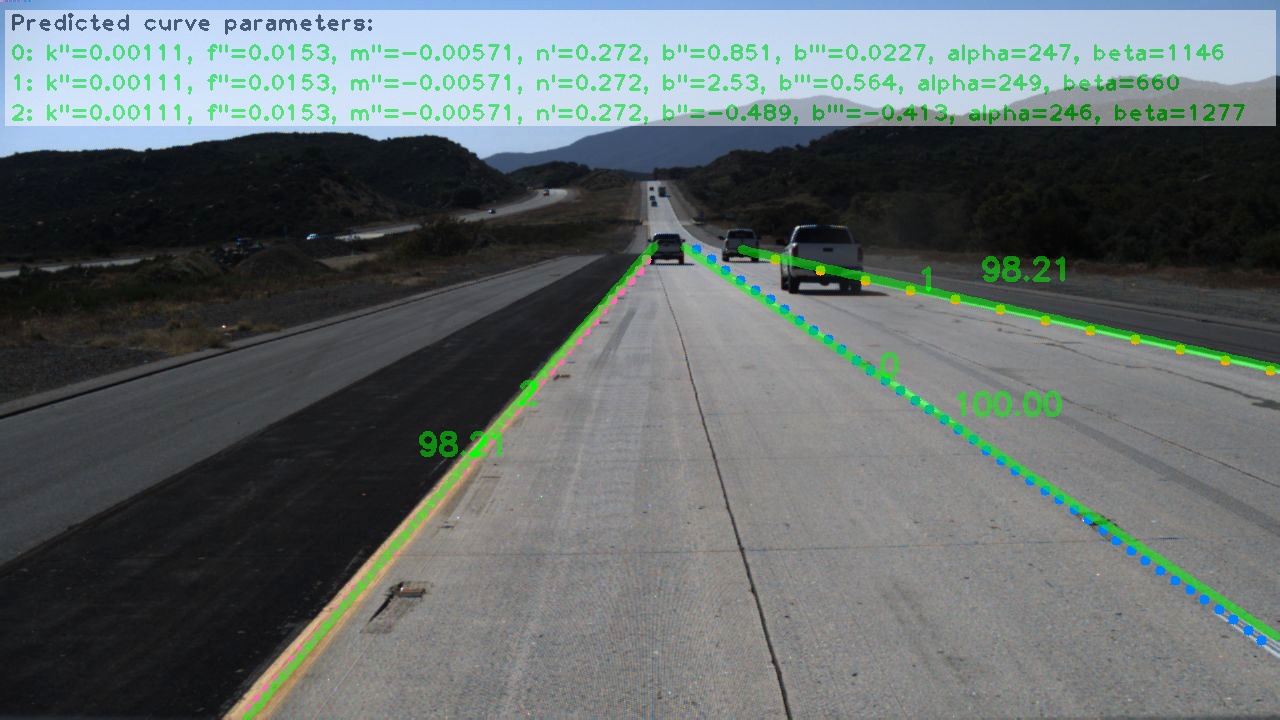 Predicted curve parameters:
0: k''=0.00111, f''=0.0153, m''=−0.00571, n'=0.272, b''=0.851, b'''=0.0227, alpha=247, beta=1146
1: k''=0.00111, f''=0.0153, m''=−0.00571, n'=0.272, b''=2.53, b'''=0.564, alpha=249, beta=660
2: k''=0.00111, f''=0.0153, m''=−0.00571, n'=0.272, b''=−0.489, b'''=−0.413, alpha=246, beta=1277
1 98.21
0
2
100.00
98.21